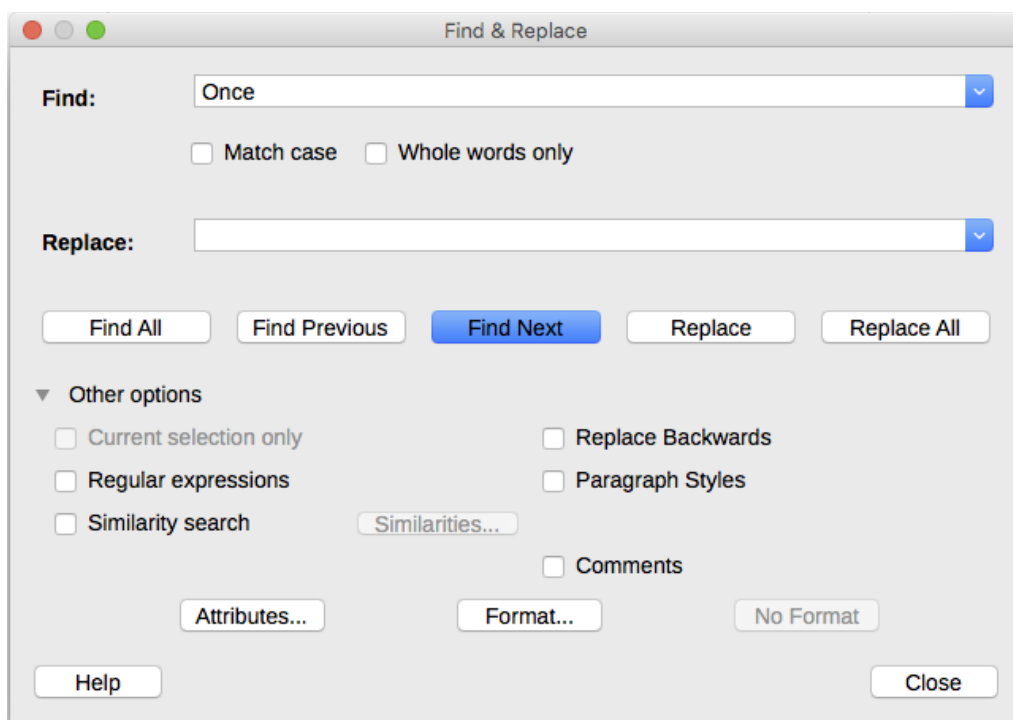 Find & Replace
Find: Once
Match case Whole words only
Replace:
Find All Find Previous Find Next Replace Replace All
Other options
Current selection only Replace Backwards
Regular expressions Paragraph Styles
Similarity search Similarities...
Comments
Attributes... Format... No Format
Help Close